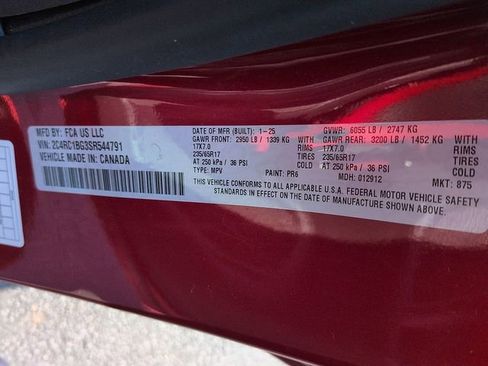 MFD BY: FCA US LLC DATE OF MFR (BUILT): 1-25 GVWR: 6055 LB / 2747 KG
VIN: 2C4RC1BG3SR544791 GAWR FRONT: 2950 LB / 1339 KG WITH GAWR REAR: 3200 LB / 1452 KG WITH
VEHICLE MADE IN: CANADA 17X7.0 RIMS 17X7.0 RIMS
235/65R17 TIRES 235/65R17 TIRES
AT 250 kPa / 36 PSI COLD AT 250 kPa / 36 PSI COLD
TYPE: MPV PAINT: PR6 MDH: 012912 MKT: 875
THIS VEHICLE CONFORMS TO ALL APPLICABLE U.S.A. FEDERAL MOTOR VEHICLE SAFETY
STANDARDS IN EFFECT ON THE DATE OF MANUFACTURE SHOWN ABOVE.